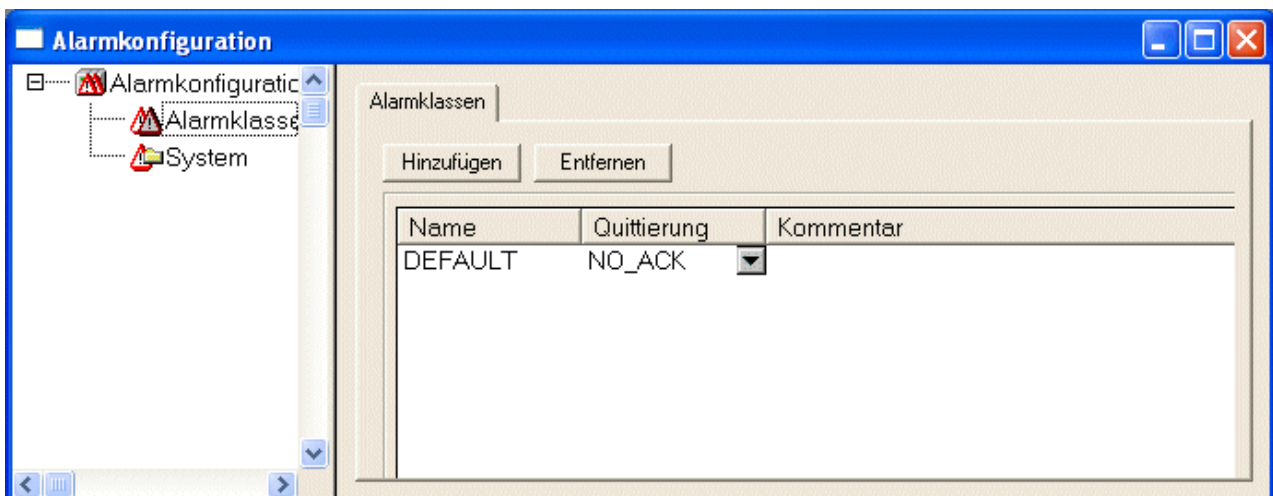 Alarmkonfiguration
Alarmkonfiguratic
Alarmklasse
System
Alarmklassen
Hinzufügen Entfernen
Name Quittierung Kommentar
DEFAULT NO_ACK